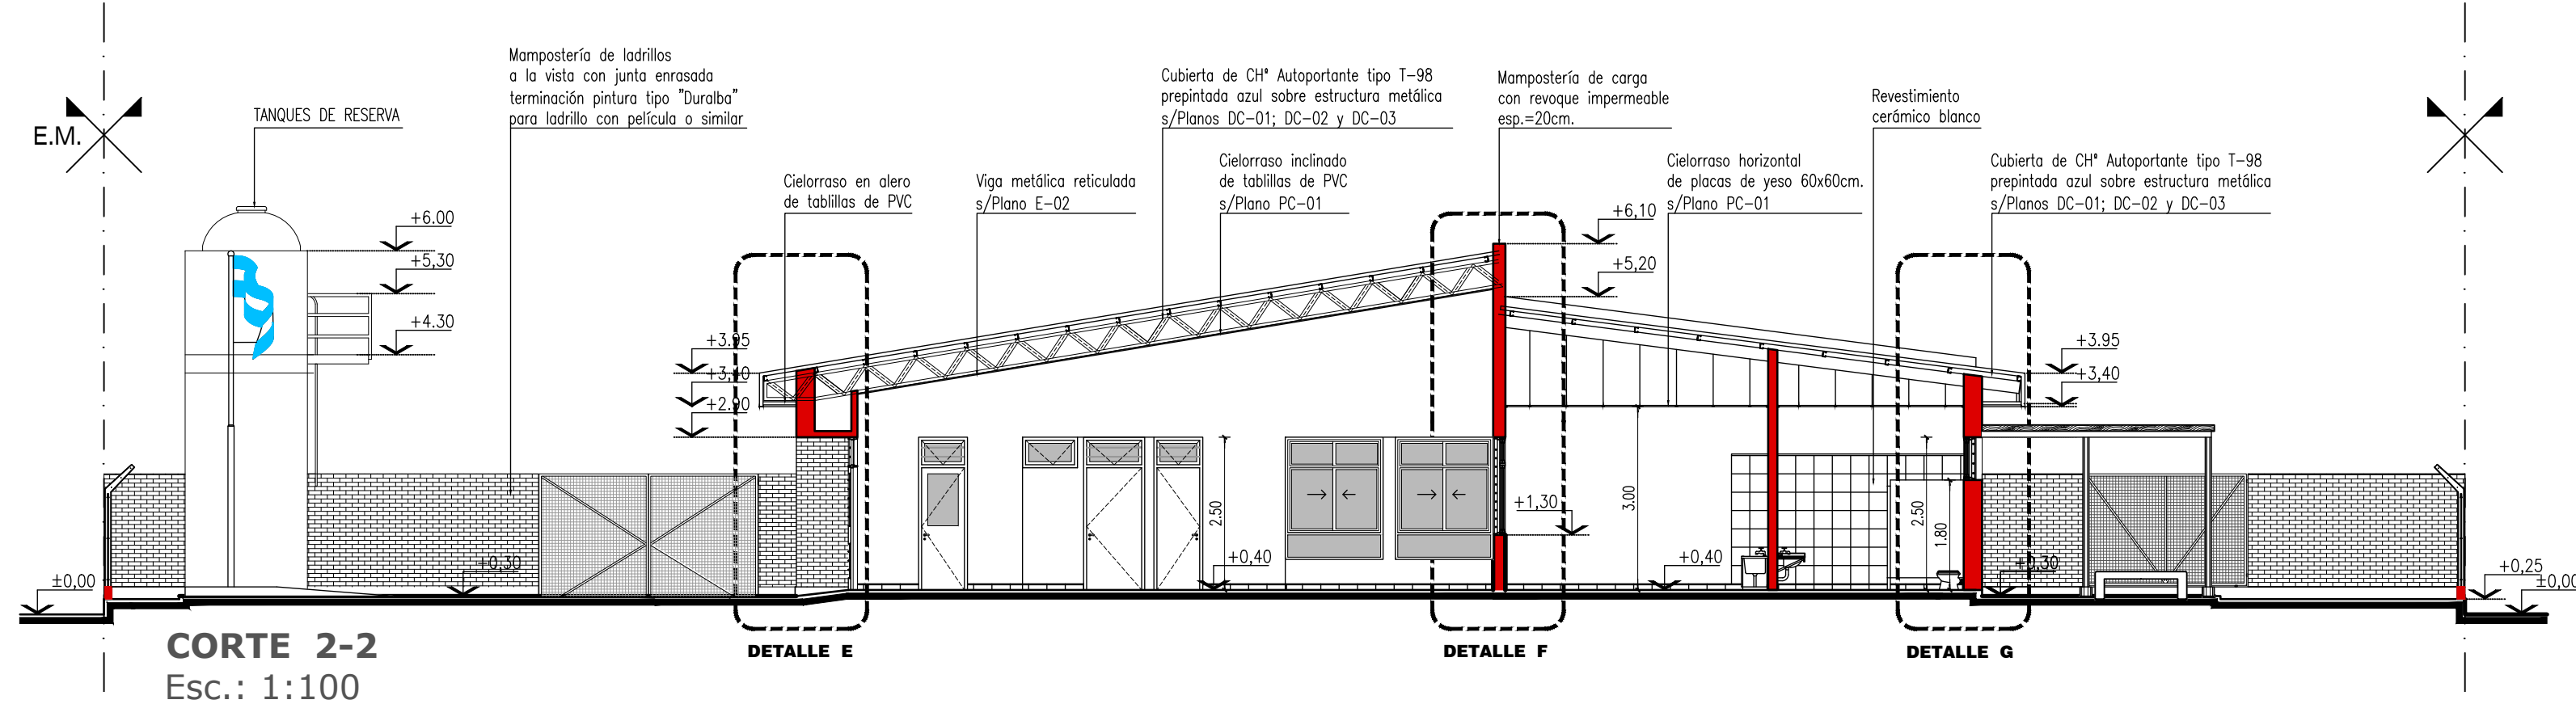 Mampostería de ladrillos
a la vista con junta enrasada
terminación pintura tipo "Duralba"
para ladrillo con película o similar
Cubierta de CHº Autoportante tipo T-98
prepintada azul sobre estructura metálica
s/Planos DC-01; DC-02 y DC-03
Mampostería de carga
con revoque impermeable
esp.=20cm.
Revestimiento
cerámico blanco
TANQUES DE RESERVA
E.M.
Cielorraso en alero
de tablillas de PVC
Viga metálica reticulada
s/Plano E-02
Cielorraso inclinado
de tablillas de PVC
s/Plano PC-01
Cielorraso horizontal
de placas de yeso 60x60cm.
s/Plano PC-01
Cubierta de CHº Autoportante tipo T-98
prepintada azul sobre estructura metálica
s/Planos DC-01; DC-02 y DC-03
+6.00
+5,30
+4.30
+6,10
+5,20
+3.95
+3,40
+2.90
+3.95
+3,40
2.50
+1,30
3.00
2.50
1.80
±0,00
+0,30
+0,40
+0,40
+0,30
+0,25
±0,00
CORTE 2-2
Esc.: 1:100
DETALLE E
DETALLE F
DETALLE G